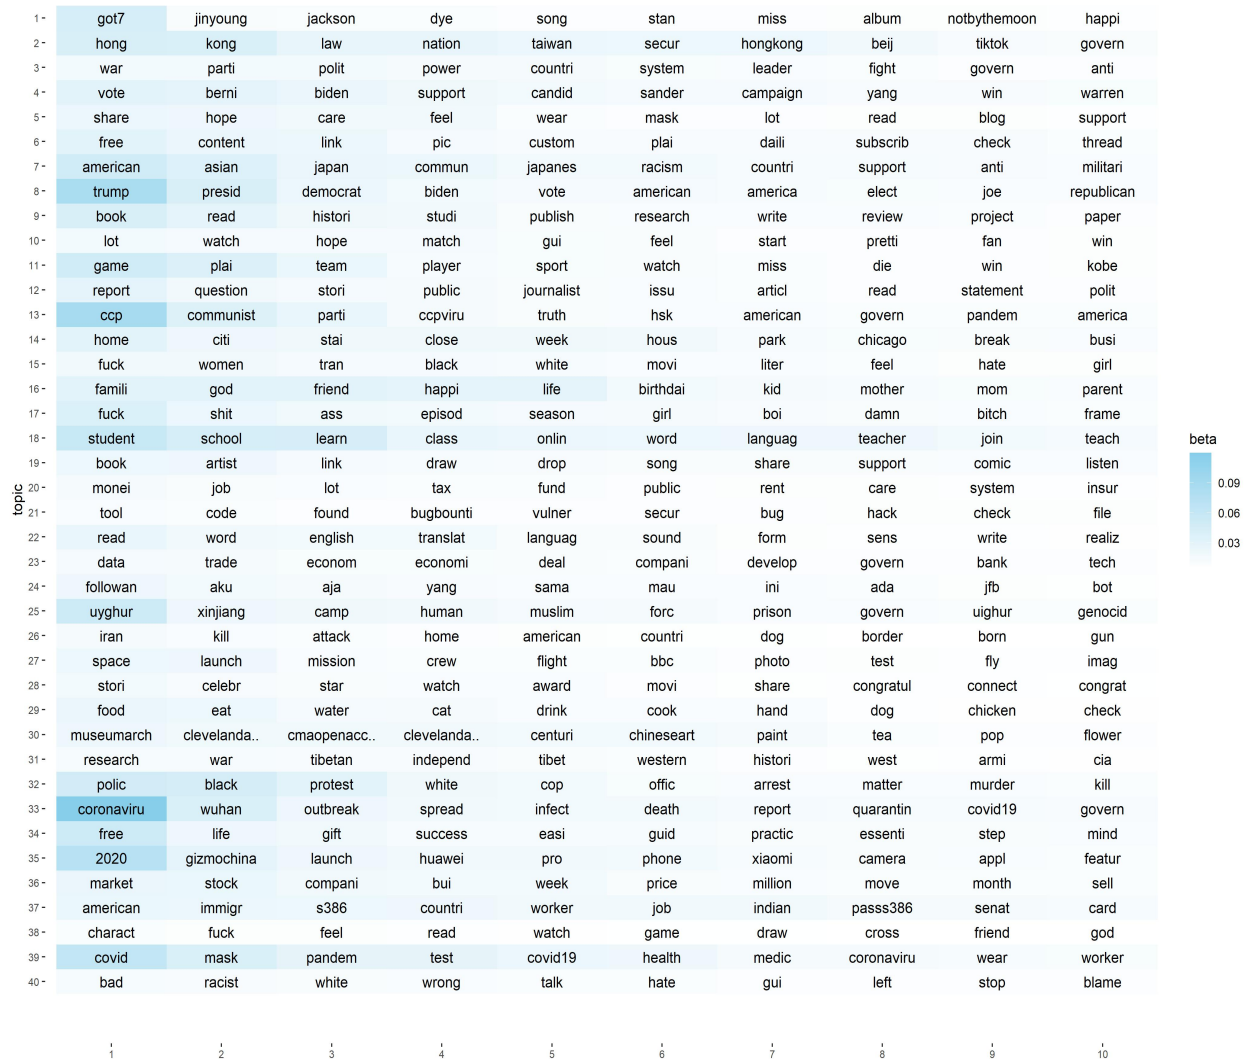 1 got7 jinyoung jackson dye song stan miss album notbythemoon happi
2 hong kong law nation taiwan secur hongkong beij tiktok govern
3 war parti polit power countri system leader fight govern anti
4 vote berni biden support candid sander campaign yang win warren
5 share hope care feel wear mask lot read blog support
6 free content link pic custom plai daili subscrib check thread
7 american asian japan commun japanes racism countri support anti militari
8 trump presid democrat biden vote american america elect joe republican
9 book read histori studi publish research write review project paper
10 lot watch hope match gui feel start pretti fan win
11 game plai team player sport watch miss die win kobe
12 report question stori public journalist issu articl read statement polit
13 ccp communist parti ccpviru truth hsk american govern pandem america
14 home citi stai close week hous park chicago break busi
15 fuck women tran black white movi liter feel hate girl
16 famili god friend happi life birthdai kid mother mom parent
17 fuck shit ass episod season girl boi damn bitch frame
18 student school learn class onlin word languag teacher join teach
19 book artist link draw drop song share support comic listen
20 monei job lot tax fund public rent care system insur
21 tool code found bugbounti vulner secur bug hack check file
22 read word english translat languag sound form sens write realiz
23 data trade econom economi deal compani develop govern bank tech
24 followan aku aja yang sama mau ini ada jfb bot
25 uyghur xinjiang camp human muslim forc prison govern uighur genocid
26 iran kill attack home american countri dog border born gun
27 space launch mission crew flight bbc photo test fly imag
28 stori celebr star watch award movi share congratul connect congrat
29 food eat water cat drink cook hand dog chicken check
30 museumarch clevelanda.. cmaopenacc.. clevelanda.. centuri chineseart paint tea pop flower
31 research war tibetan independ tibet western histori west armi cia
32 polic black protest white cop offic arrest matter murder kill
33 coronaviru wuhan outbreak spread infect death report quarantin covid19 govern
34 free life gift success easi guid practic essenti step mind
35 2020 gizmochina launch huawei pro phone xiaomi camera appl featur
36 market stock compani bui week price million move month sell
37 american immigr s386 countri worker job indian passs386 senat card
38 charact fuck feel read watch game draw cross friend god
39 covid mask pandem test covid19 health medic coronaviru wear worker
40 bad racist white wrong talk hate gui left stop blame
1 2 3 4 5 6 7 8 9 10
topic
beta
0.09
0.06
0.03